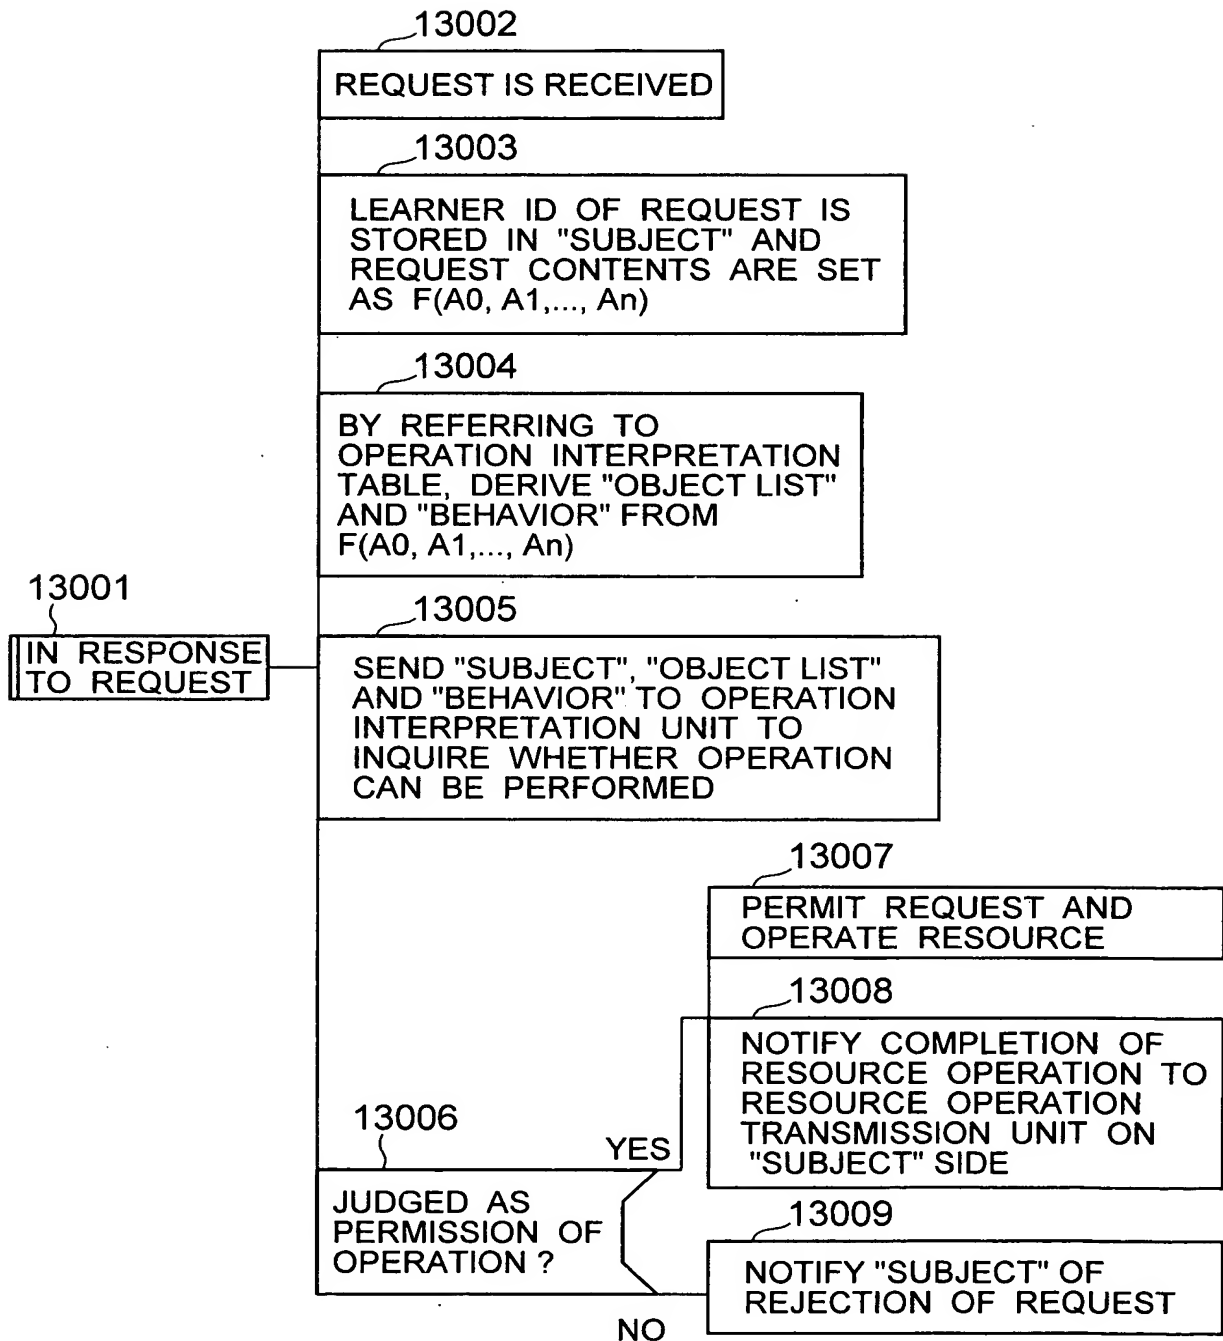 13002
REQUEST IS RECEIVED
13003
LEARNER ID OF REQUEST IS
STORED IN "SUBJECT" AND
REQUEST CONTENTS ARE SET
AS F(A0, A1,..., An)
13004
BY REFERRING TO
OPERATION INTERPRETATION
TABLE, DERIVE "OBJECT LIST"
AND "BEHAVIOR" FROM
F(A0, A1,..., An)
13001
IN RESPONSE
TO REQUEST
13005
SEND "SUBJECT", "OBJECT LIST"
AND "BEHAVIOR" TO OPERATION
INTERPRETATION UNIT TO
INQUIRE WHETHER OPERATION
CAN BE PERFORMED
13007
PERMIT REQUEST AND
OPERATE RESOURCE
13008
NOTIFY COMPLETION OF
RESOURCE OPERATION TO
RESOURCE OPERATION
TRANSMISSION UNIT ON
"SUBJECT" SIDE
13006
YES
JUDGED AS
PERMISSION OF
OPERATION ?
13009
NOTIFY "SUBJECT" OF
REJECTION OF REQUEST
NO